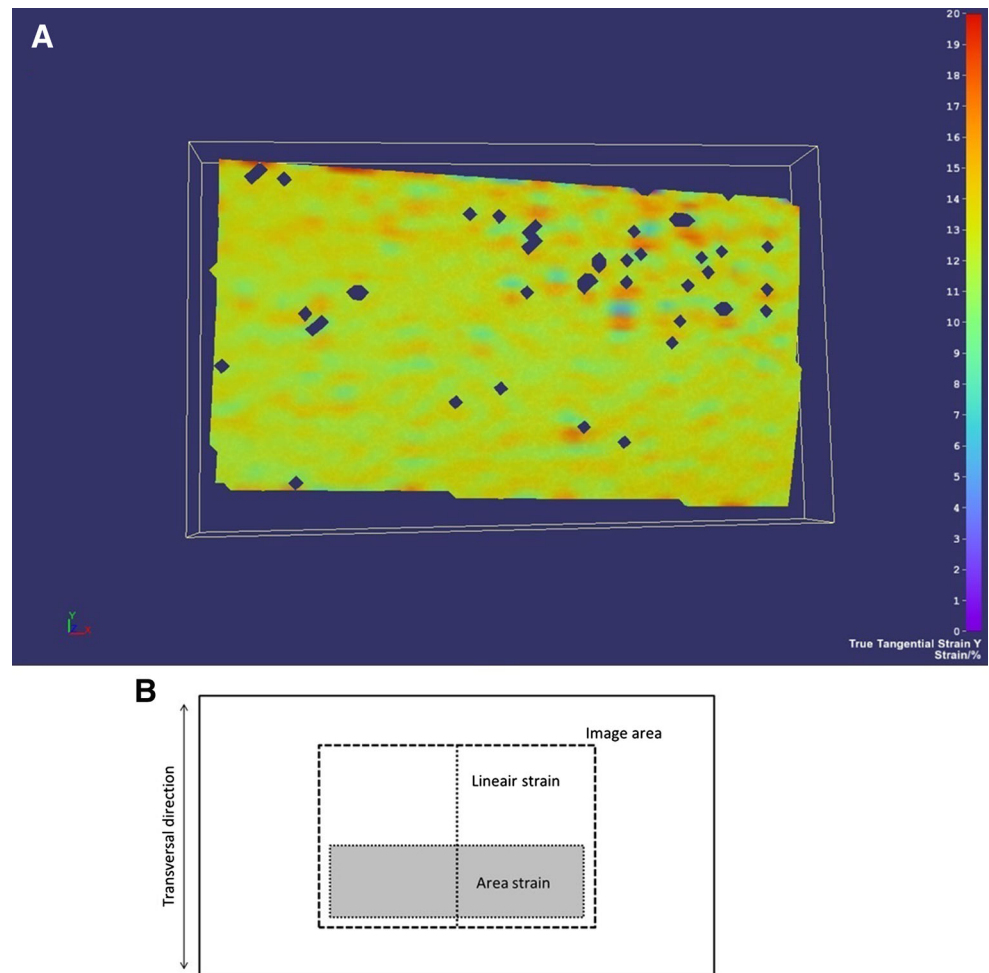 A
20
19
18
17
16
15
14
13
12
11
10
9
8
7
6
5
4
3
2
1
0
True Tangential Strain Y
Strain/%
Y
X
B
Image area
Lineair strain
Area strain
Transversal direction